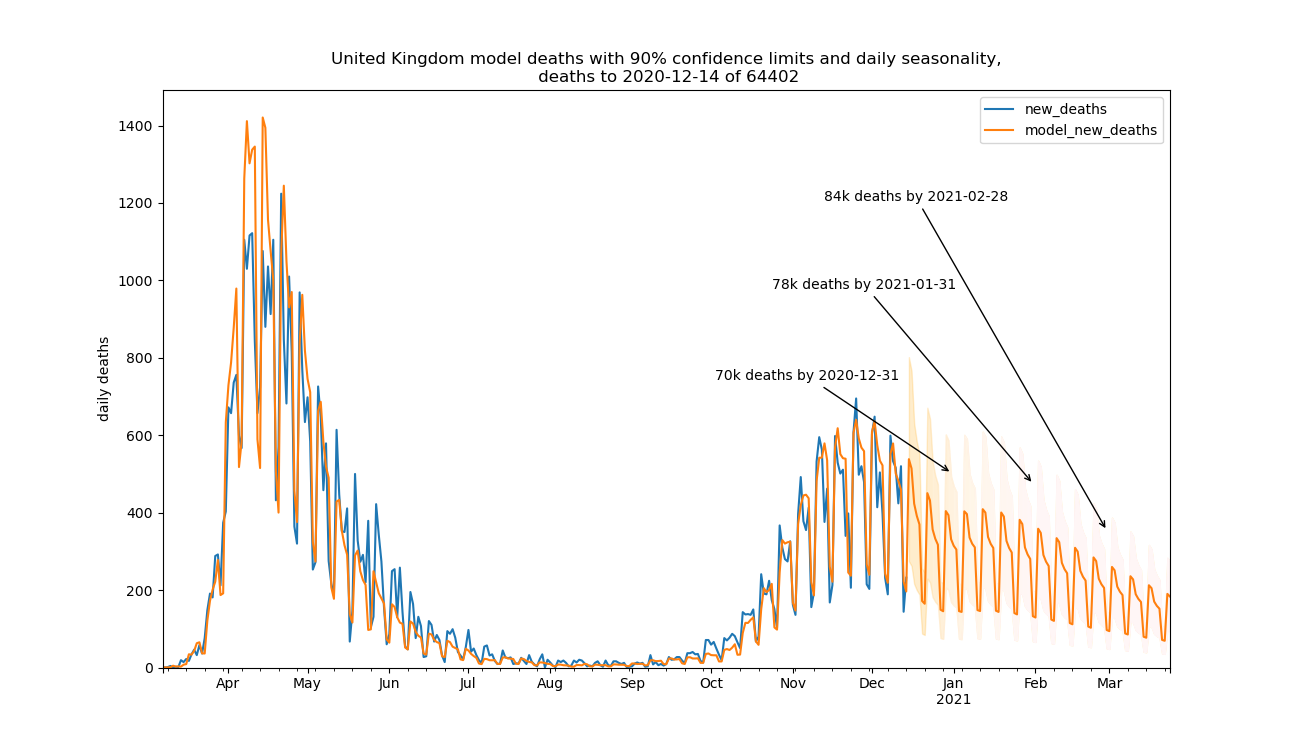 United Kingdom model deaths with 90% confidence limits and daily seasonality,
deaths to 2020-12-14 of 64402
new_deaths
model_new_deaths
1400
1200
1000
800
600
400
200
0
daily deaths
84k deaths by 2021-02-28
78k deaths by 2021-01-31
70k deaths by 2020-12-31
Apr May Jun Jul Aug Sep Oct Nov Dec Jan Feb Mar
2021